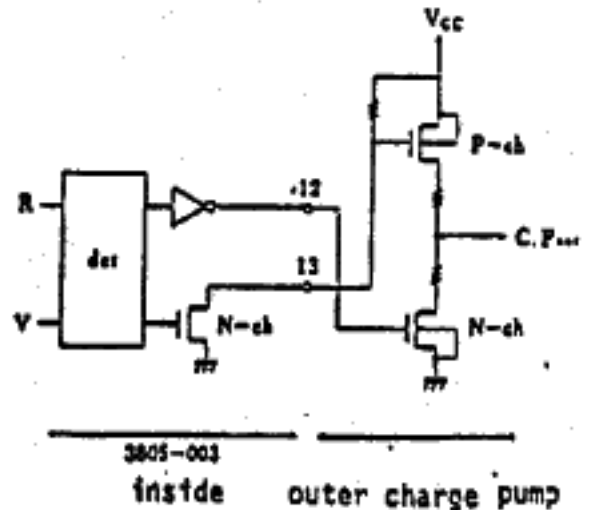 Vcc
P-ch
R
12
C.P
det
13
V
N-ch
N-ch
3805-003
inside
outer charge pump